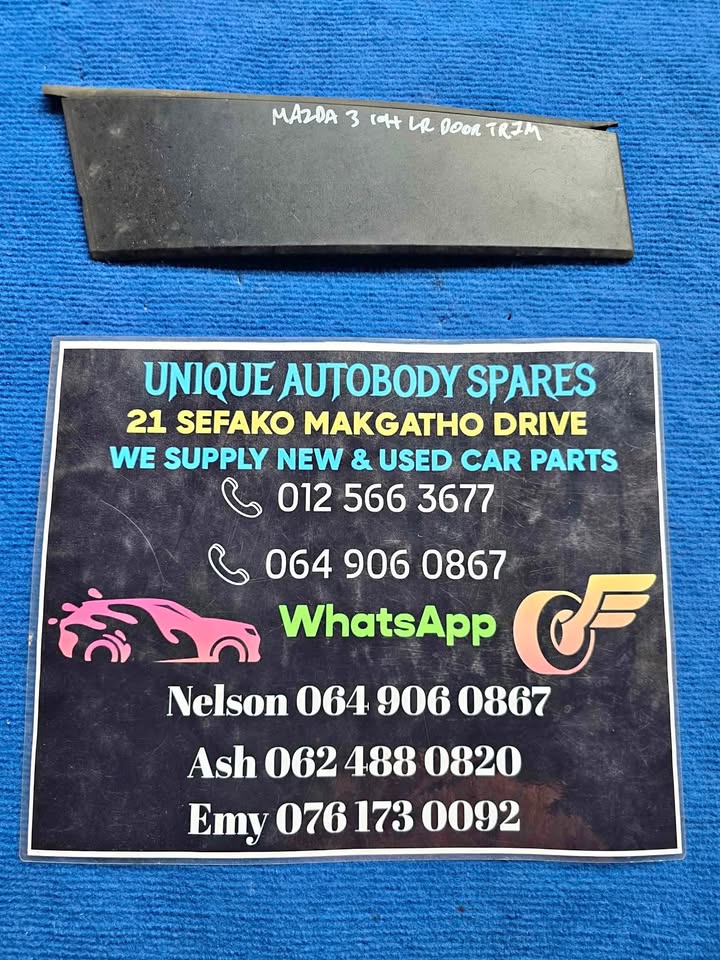 MAZDA 3 1944 LR DOOR TRIM
UNIQUE AUTOBODY SPARES
21 SEFAKO MAKGATHO DRIVE
WE SUPPLY NEW & USED CAR PARTS
012 566 3677
064 906 0867
WhatsApp
Nelson 064 906 0867
Ash 062 488 0820
Emy 076 173 0092